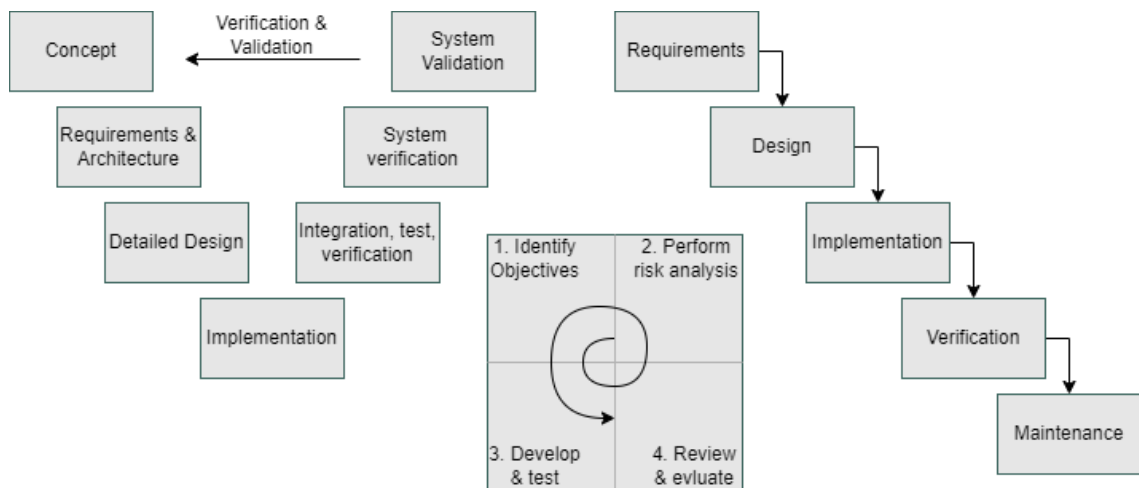 Concept
Verification &
Validation
System
Validation
Requirements &
Architecture
System
verification
Detailed Design
Integration, test,
verification
Implementation
1. Identify
Objectives
2. Perform
risk analysis
3. Develop
& test
4. Review
& evluate
Requirements
Design
Implementation
Verification
Maintenance